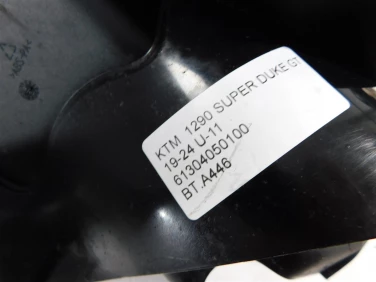 KTM 1290 SUPER DUKE GT
19-24 U-11
61304050100
BT.A446